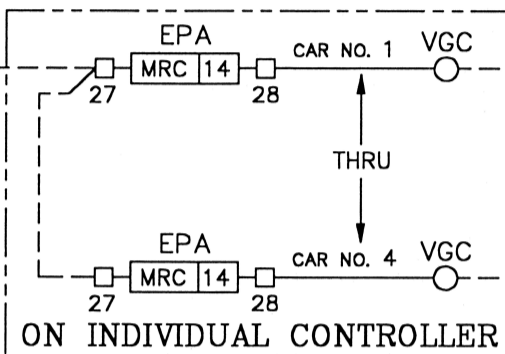 EPA CAR NO. 1 VGC
MRC 14
27 28
THRU
EPA CAR NO. 4 VGC
MRC 14
27 28
ON INDIVIDUAL CONTROLLER